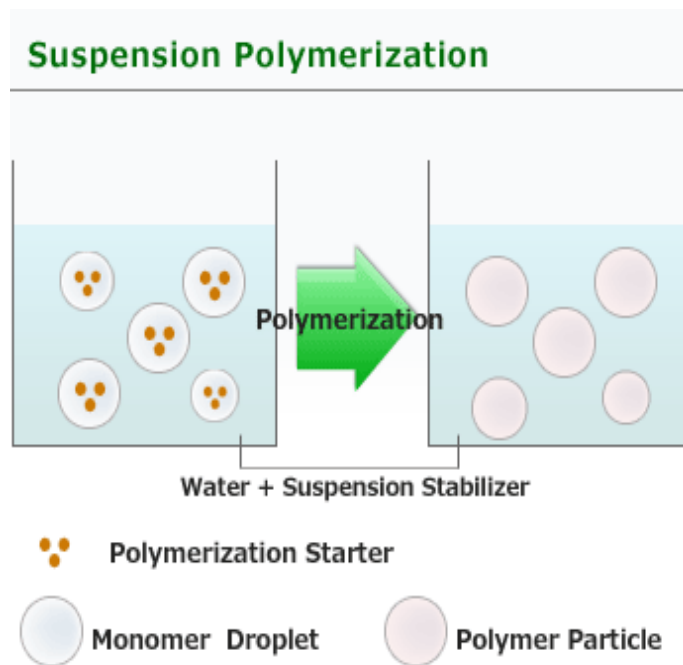 Suspension Polymerization
Polymerization
Water + Suspension Stabilizer
Polymerization Starter
Monomer Droplet
Polymer Particle